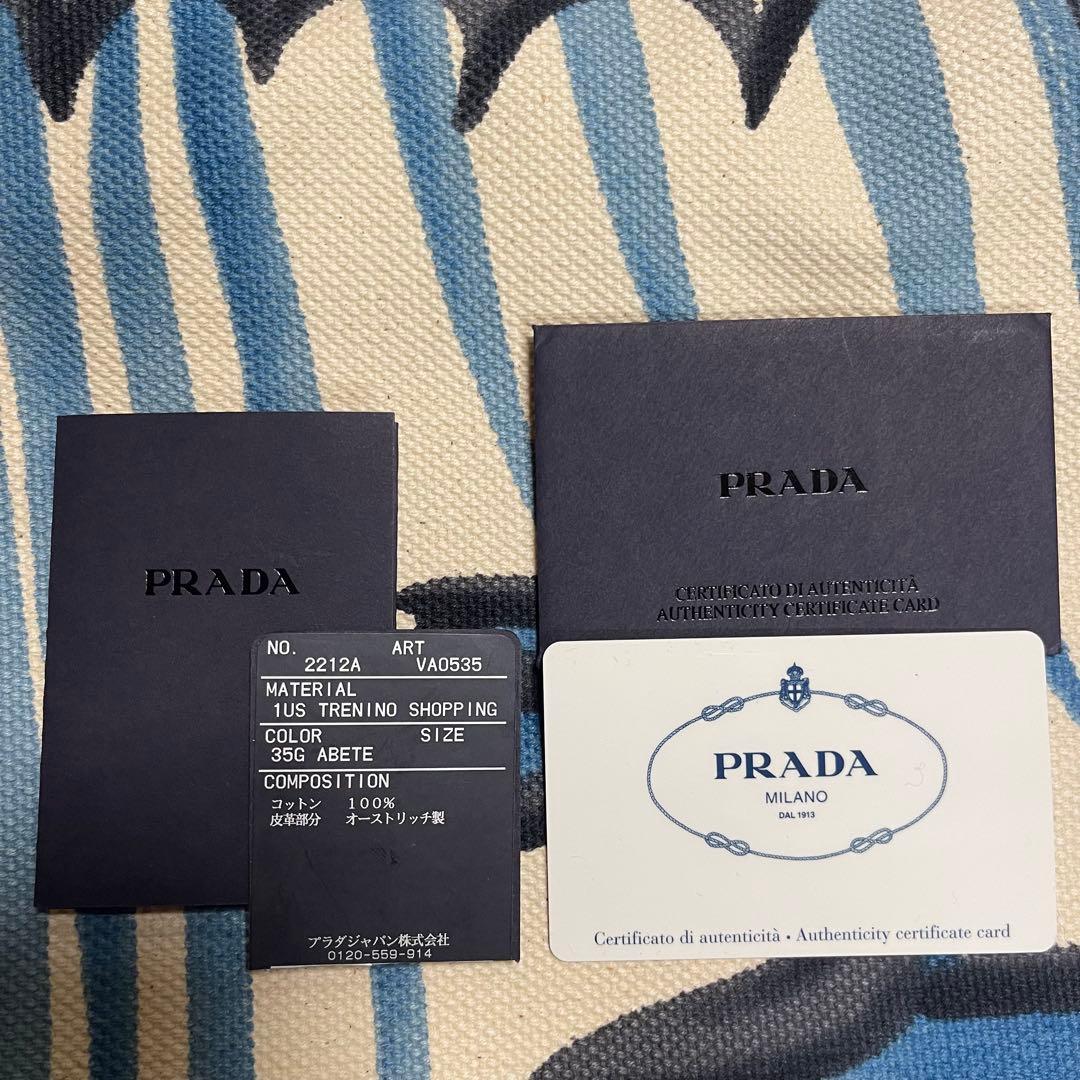 PRADA
NO. ART
2212A VA0535
MATERIAL
1US TRENINO SHOPPING
COLOR SIZE
35G ABETE
COMPOSITION
コットン 100%
皮革部分 オーストリッチ製
プラダジャパン株式会社
0120-559-914
PRADA
CERTIFICATO DI AUTENTICITÀ
AUTHENTICITY CERTIFICATE CARD
PRADA
MILANO
DAL 1913
Certificato di autenticità • Authenticity certificate card